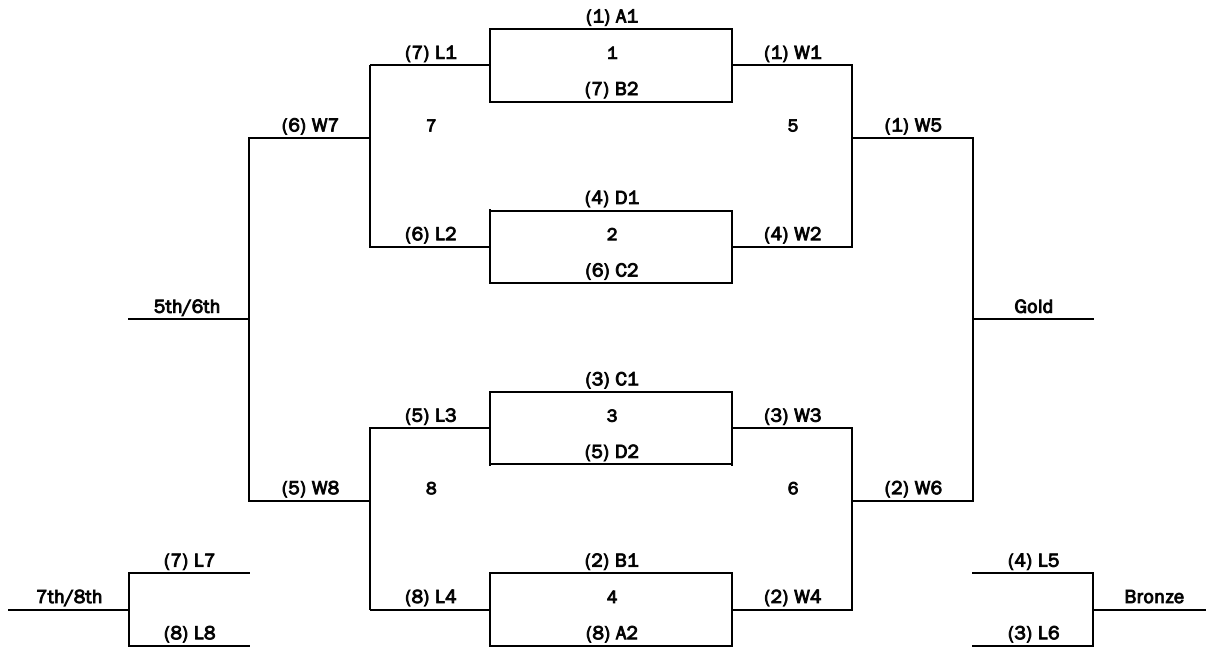 (1) A1
(7) L1
1
(1) W1
(7) B2
(6) W7
7
5
(1) W5
(4) D1
(6) L2
2
(4) W2
(6) C2
5th/6th
Gold
(3) C1
(5) L3
3
(3) W3
(5) D2
(5) W8
8
6
(2) W6
(7) L7
(2) B1
(4) L5
7th/8th
(8) L4
4
(2) W4
Bronze
(8) L8
(8) A2
(3) L6